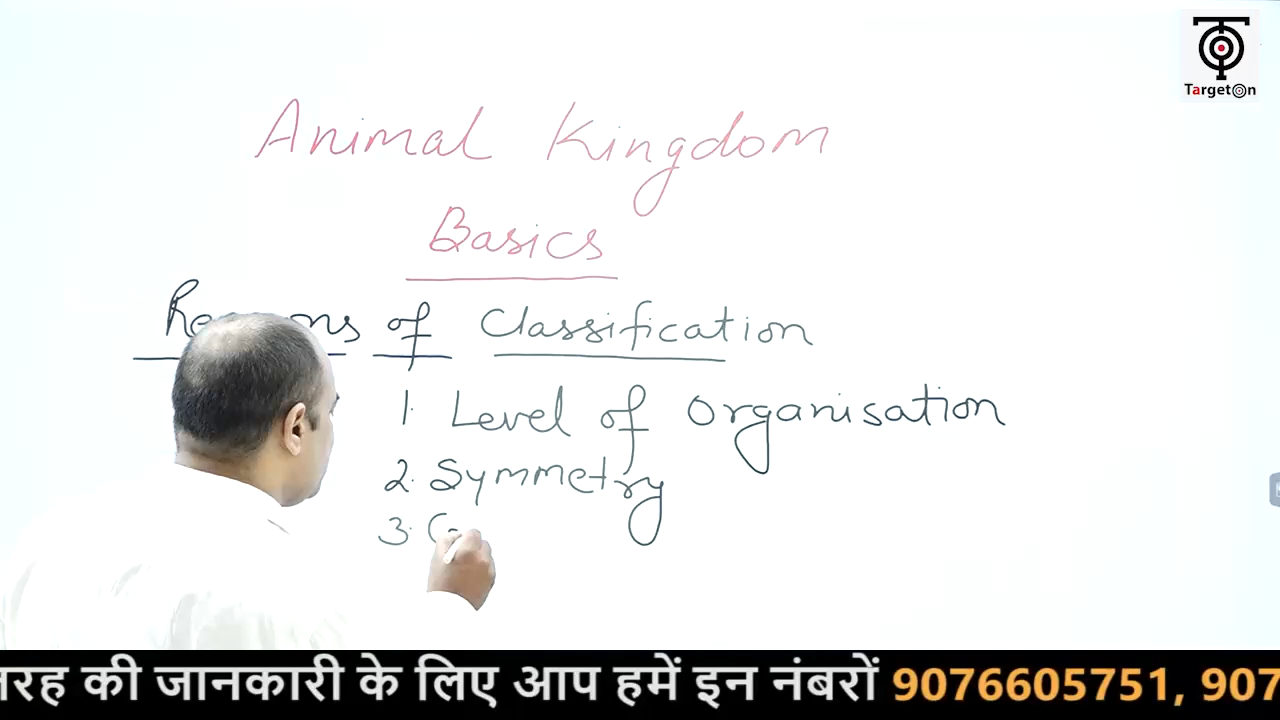 TargetOn
Animal Kingdom
Basics
of Classification
1. Level of Organisation
2. Symmetry
3.
तरह की जानकारी के लिए आप हमें इन नंबरों 9076605751, 907